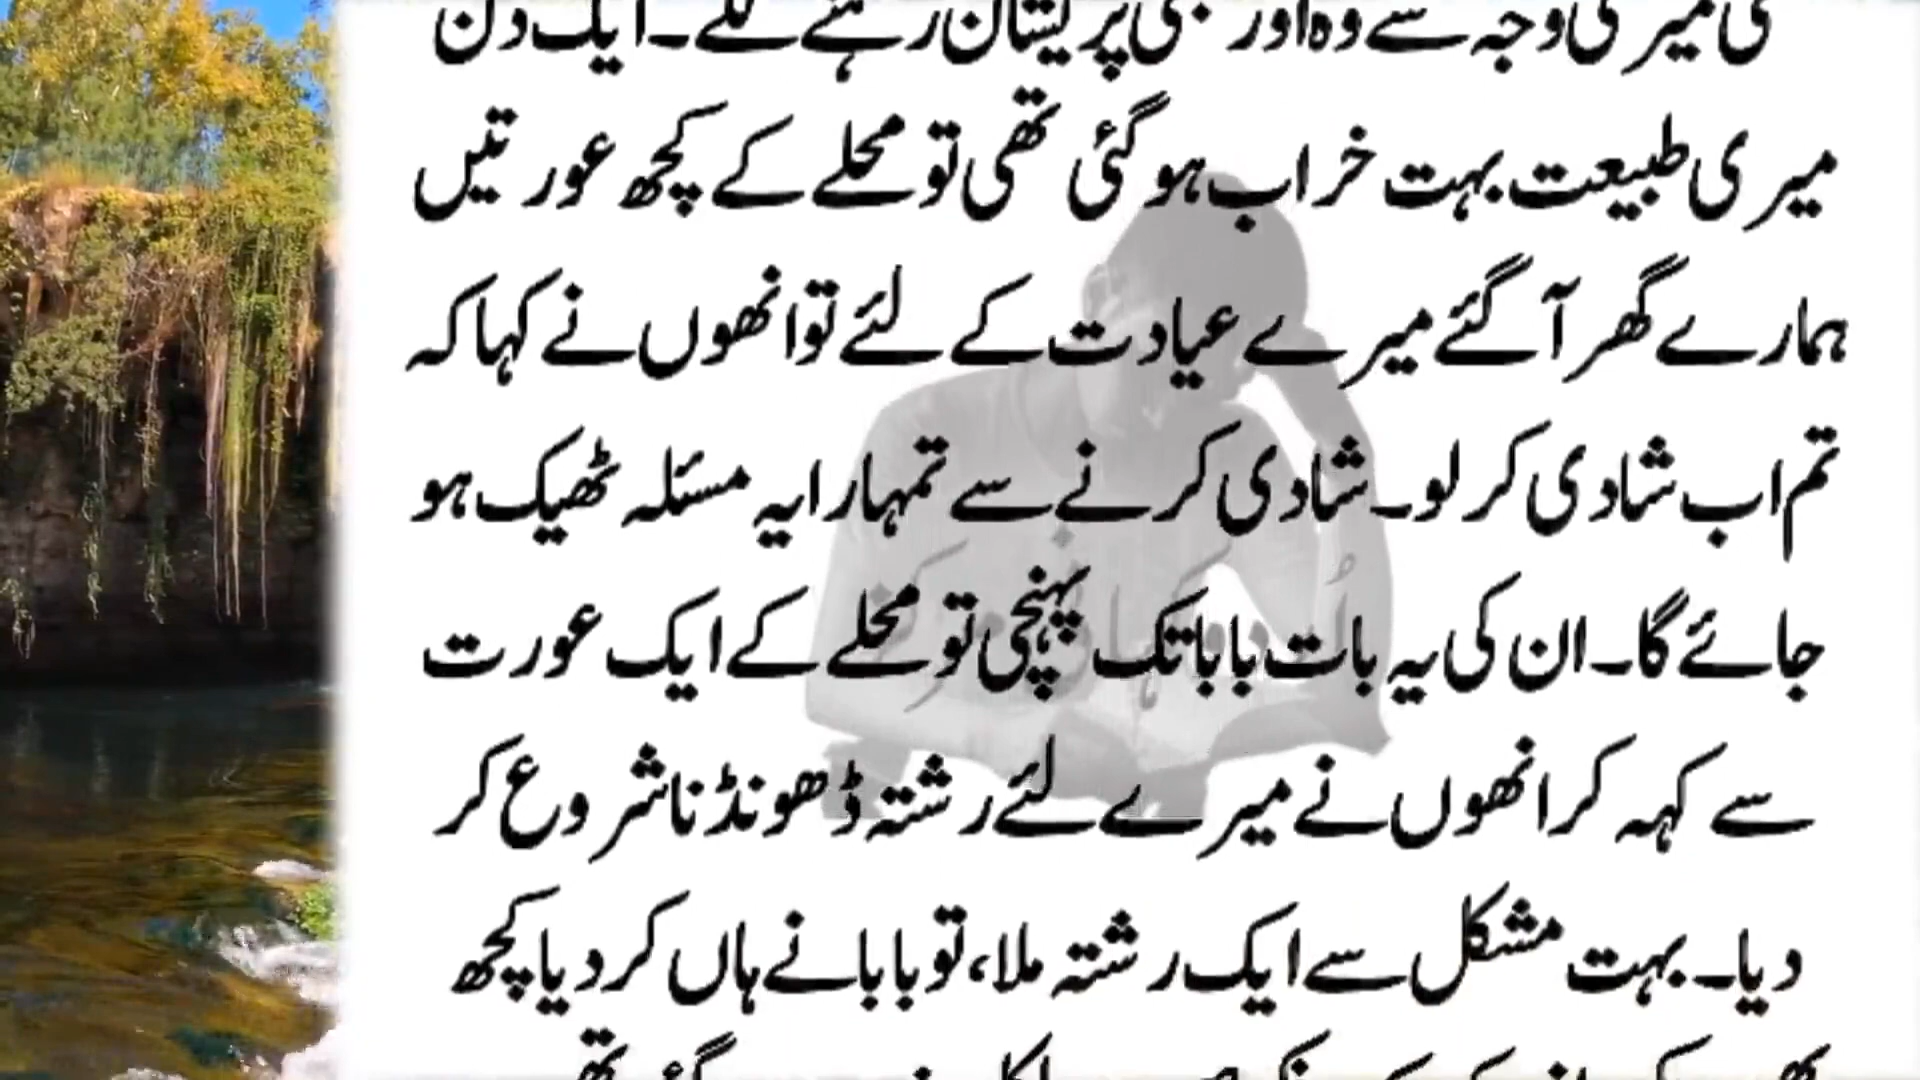 میری وجہ سے وہ اور بھی پریشان رہنے لگے۔ ایک دن
میری طبیعت بہت خراب ہو گئی تھی تو محلے کے کچھ عورتیں
ہمارے گھر آگئے میرے عیادت کے لئے تو انھوں نے کہا کہ
تم اب شادی کر لو۔ شادی کرنے سے تمہارا یہ مسئلہ ٹھیک ہو
جائے گا۔ ان کی یہ بات بابا تک پہنچی تو محلے کے ایک عورت
سے کہہ کر انھوں نے میرے لئے رشتہ ڈھونڈنا شروع کر
دیا۔ بہت مشکل سے ایک رشتہ ملا، تو بابا نے ہاں کر دیا کچھ